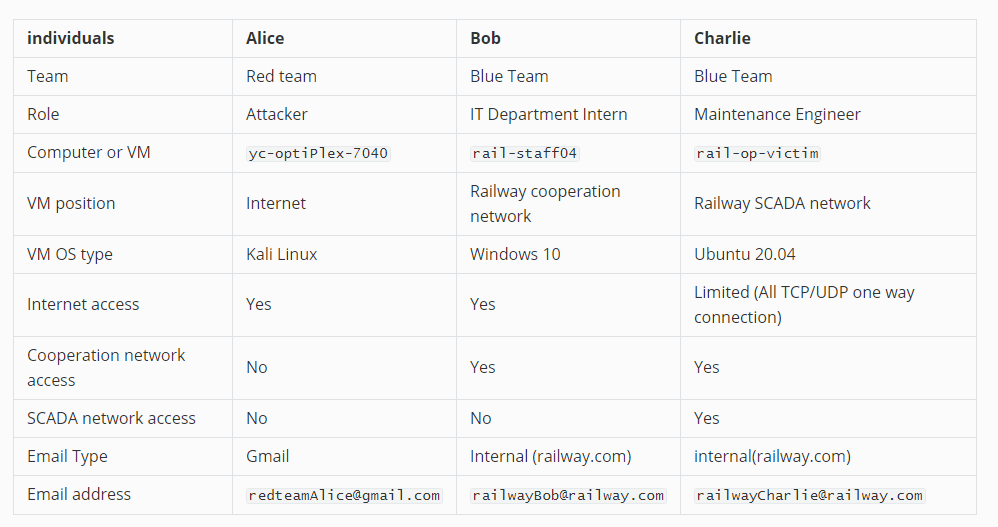 individuals Alice Bob Charlie
Team Red team Blue Team Blue Team
Role Attacker IT Department Intern Maintenance Engineer
Computer or VM yc-optiPlex-7040 rail-staff04 rail-op-victim
VM position Internet Railway cooperation network Railway SCADA network
VM OS type Kali Linux Windows 10 Ubuntu 20.04
Internet access Yes Yes Limited (All TCP/UDP one way connection)
Cooperation network access No Yes Yes
SCADA network access No No Yes
Email Type Gmail Internal (railway.com) internal(railway.com)
Email address redteamAlice@gmail.com railwayBob@railway.com railwayCharlie@railway.com